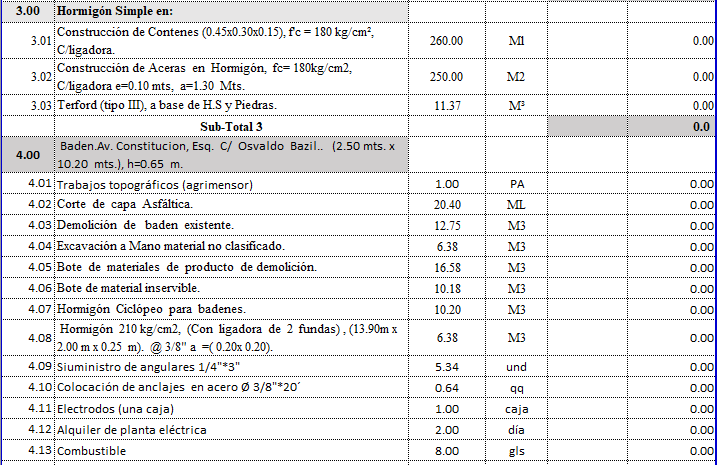 3.00 Hormigón Simple en:
3.01 Construcción de Contenes (0.45x0.30x0.15), f'c = 180 kg/cm²,
C/ligadora. 260.00 Ml 0.00
3.02 Construcción de Aceras en Hormigón, fc= 180kg/cm2,
C/ligadora e=0.10 mts, a=1.30 Mts. 250.00 M2 0.00
3.03 Terford (tipo III), a base de H.S y Piedras. 11.37 M³ 0.00
Sub-Total 3 0.0
4.00 Baden.Av. Constitucion, Esq. C/ Osvaldo Bazil.. (2.50 mts. x
10.20 mts.), h=0.65 m.
4.01 Trabajos topográficos (agrimensor) 1.00 PA 0.00
4.02 Corte de capa Asfáltica. 20.40 ML 0.00
4.03 Demolición de baden existente. 12.75 M3 0.00
4.04 Excavación a Mano material no clasificado. 6.38 M3 0.00
4.05 Bote de materiales de producto de demolición. 16.58 M3 0.00
4.06 Bote de material inservible. 10.18 M3 0.00
4.07 Hormigón Ciclópeo para badenes. 10.20 M3 0.00
4.08 Hormigón 210 kg/cm2, (Con ligadora de 2 fundas) , (13.90m x
2.00 m x 0.25 m). @ 3/8" a =( 0.20x 0.20). 6.38 M3 0.00
4.09 Siuministro de angulares 1/4"*3" 5.34 und 0.00
4.10 Colocación de anclajes en acero Ø 3/8"*20´ 0.64 qq 0.00
4.11 Electrodos (una caja) 1.00 caja 0.00
4.12 Alquiler de planta eléctrica 2.00 día 0.00
4.13 Combustible 8.00 gls 0.00